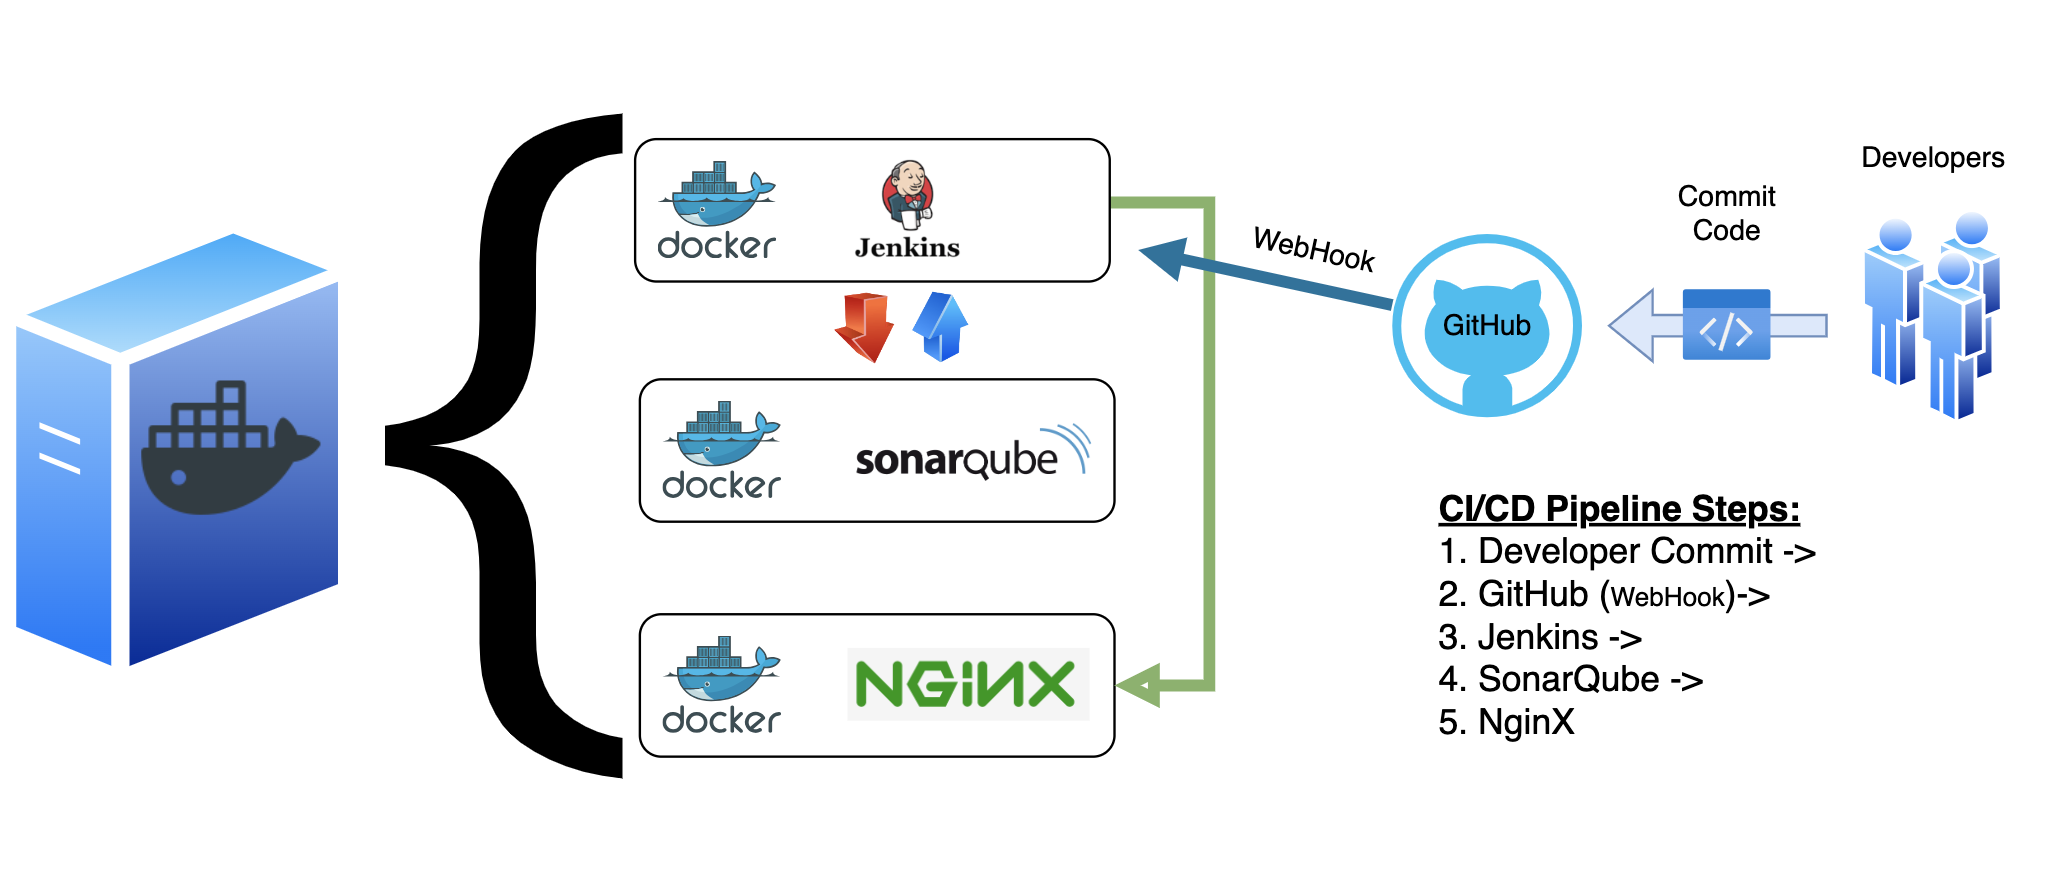 Developers
Commit
Code
WebHook
GitHub
docker
Jenkins
docker
sonarqube
docker
NGiNX
CI/CD Pipeline Steps:
1. Developer Commit ->
2. GitHub (WebHook)->
3. Jenkins ->
4. SonarQube ->
5. NginX